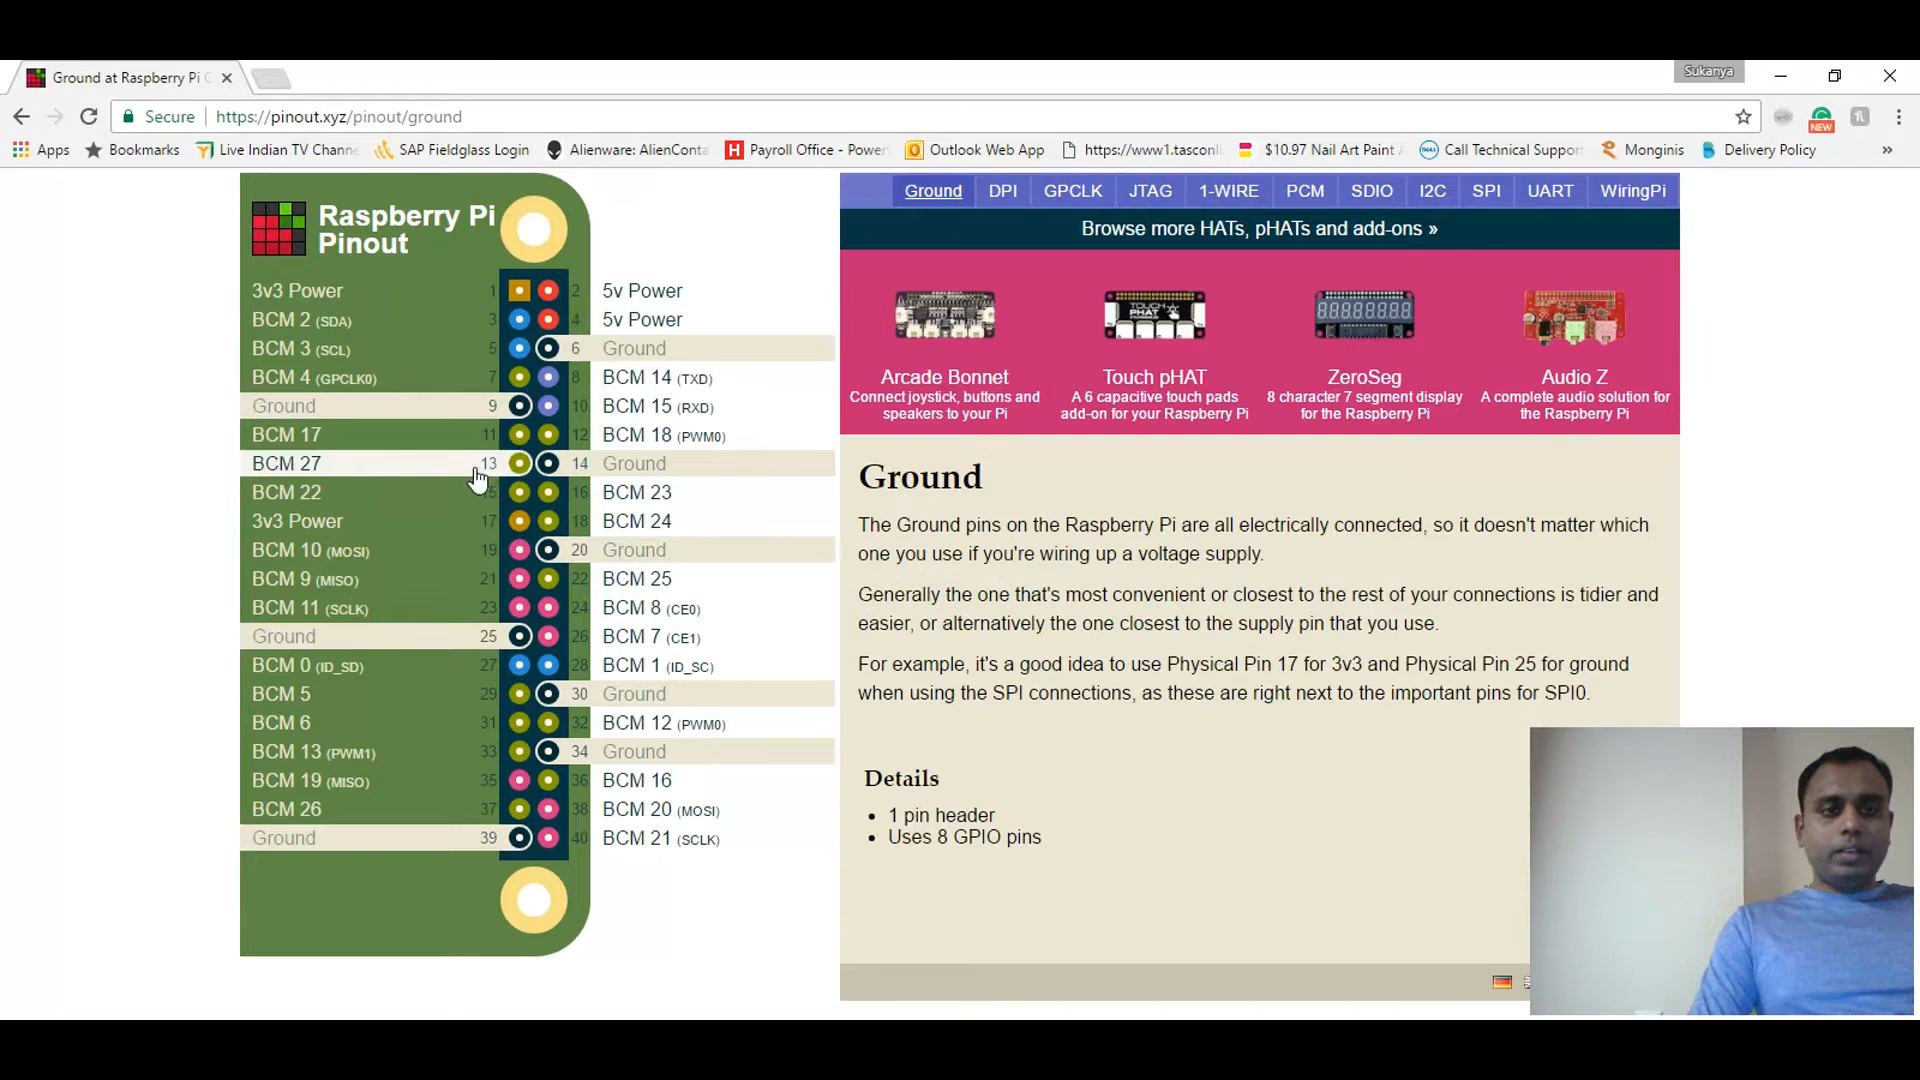 Ground at Raspberry Pi G
Sukanya
Secure https://pinout.xyz/pinout/ground
NEW
Apps Bookmarks Live Indian TV Channe SAP Fieldglass Login Alienware: AlienConta Payroll Office - Power Outlook Web App https://www1.tasconli $10.97 Nail Art Paint Call Technical Support Monginis Delivery Policy »
Raspberry Pi
Pinout
3v3 Power 1 2 5v Power
BCM 2 (SDA) 3 4 5v Power
BCM 3 (SCL) 5 6 Ground
BCM 4 (GPCLK0) 7 8 BCM 14 (TXD)
Ground 9 10 BCM 15 (RXD)
BCM 17 11 12 BCM 18 (PWM0)
BCM 27 13 14 Ground
BCM 22 15 16 BCM 23
3v3 Power 17 18 BCM 24
BCM 10 (MOSI) 19 20 Ground
BCM 9 (MISO) 21 22 BCM 25
BCM 11 (SCLK) 23 24 BCM 8 (CE0)
Ground 25 26 BCM 7 (CE1)
BCM 0 (ID_SD) 27 28 BCM 1 (ID_SC)
BCM 5 29 30 Ground
BCM 6 31 32 BCM 12 (PWM0)
BCM 13 (PWM1) 33 34 Ground
BCM 19 (MISO) 35 36 BCM 16
BCM 26 37 38 BCM 20 (MOSI)
Ground 39 40 BCM 21 (SCLK)
Ground DPI GPCLK JTAG 1-WIRE PCM SDIO I2C SPI UART WiringPi
Browse more HATs, pHATs and add-ons »
TOUCH
PHAT
Arcade Bonnet
Connect joystick, buttons and
speakers to your Pi
Touch pHAT
A 6 capacitive touch pads
add-on for your Raspberry Pi
ZeroSeg
8 character 7 segment display
for the Raspberry Pi
Audio Z
A complete audio solution for
the Raspberry Pi
Ground
The Ground pins on the Raspberry Pi are all electrically connected, so it doesn't matter which
one you use if you're wiring up a voltage supply.
Generally the one that's most convenient or closest to the rest of your connections is tidier and
easier, or alternatively the one closest to the supply pin that you use.
For example, it's a good idea to use Physical Pin 17 for 3v3 and Physical Pin 25 for ground
when using the SPI connections, as these are right next to the important pins for SPI0.
Details
• 1 pin header
• Uses 8 GPIO pins